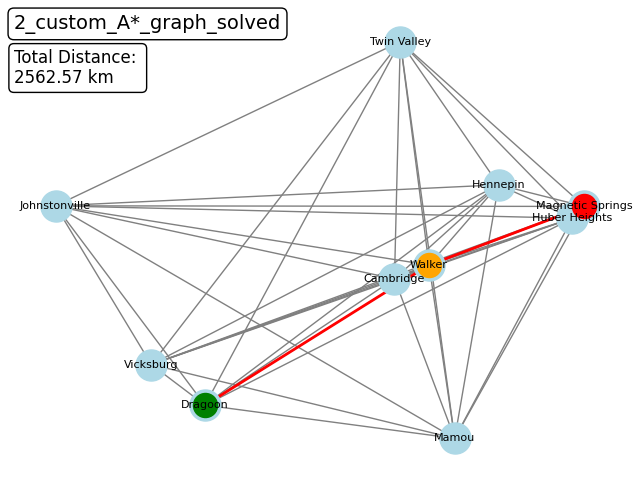 2_custom_A*_graph_solved
Total Distance:
2562.57 km
Twin Valley
Hennepin
Johnstonville
Magnetic Springs
Huber Heights
Walker
Cambridge
Vicksburg
Dragoon
Mamou